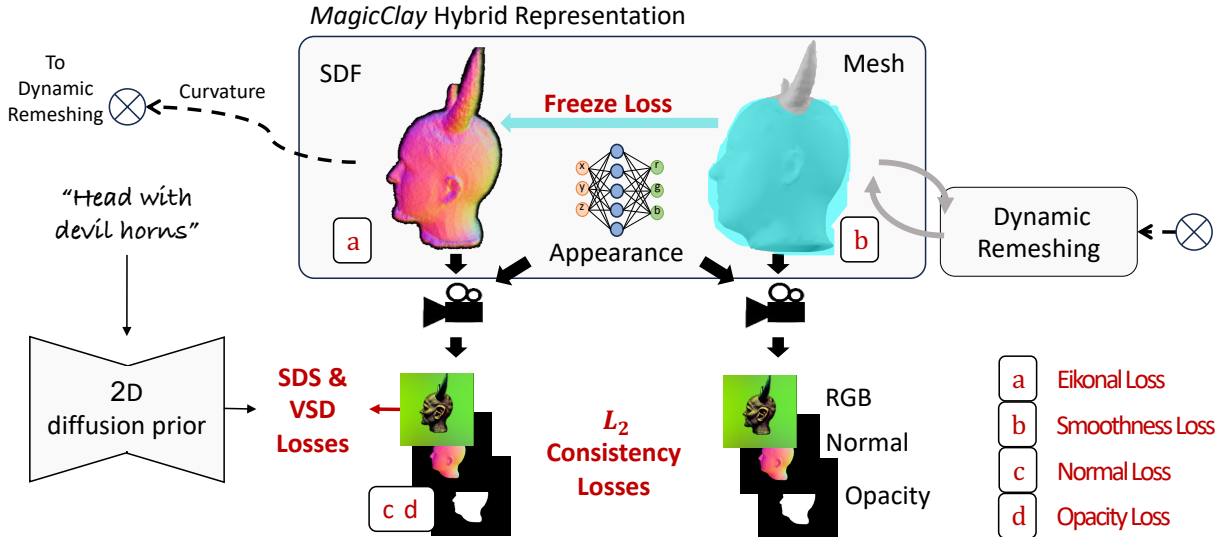 MagicClay Hybrid Representation
To
Dynamic
Remeshing
Curvature
SDF
Mesh
Freeze Loss
x
y
z
r
g
b
"Head with
devil horns"
a
Appearance
b
Dynamic
Remeshing
2D
diffusion prior
SDS &
VSD
Losses
L2
Consistency
Losses
RGB
Normal
Opacity
c d
a Eikonal Loss
b Smoothness Loss
c Normal Loss
d Opacity Loss